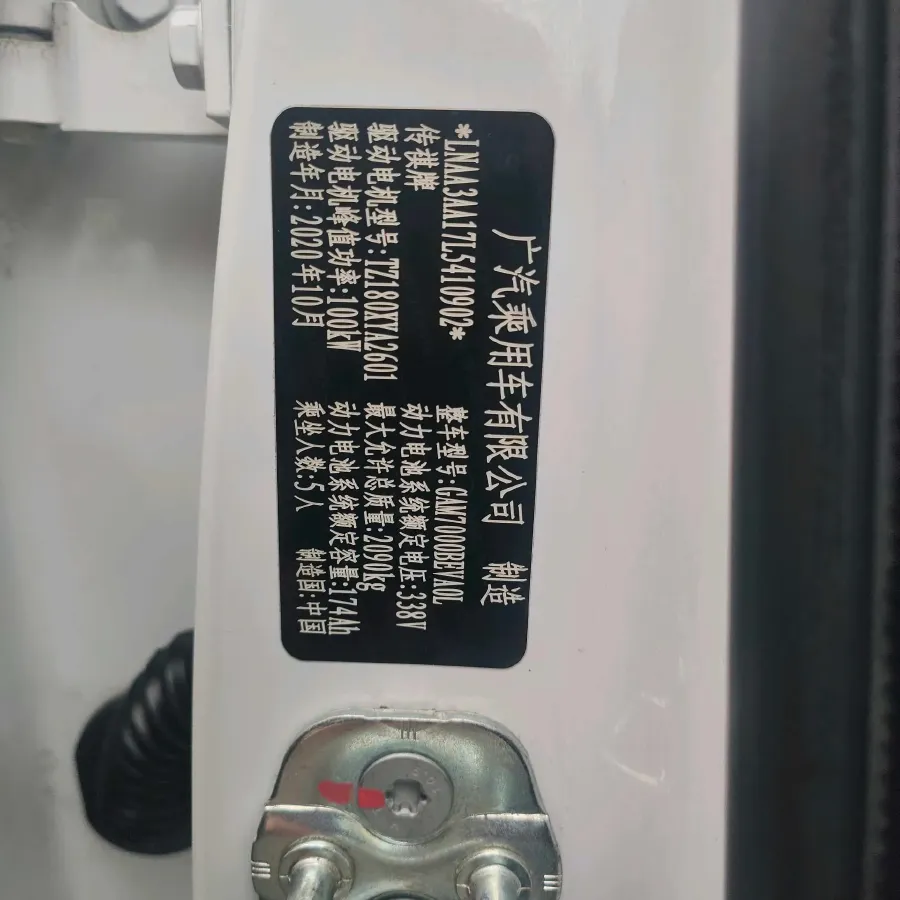 广汽乘用车有限公司 制造
*LNAA3AA17L5410902*
传祺牌 整车型号:GAM7000BEVA0L
驱动电机型号:TZ180XYA2601 动力电池系统额定电压:338V
驱动电机峰值功率:100kW 最大允许总质量:2090kg
制造年月:2020年10月 动力电池系统额定容量:174Ah
乘坐人数:5人 制造国:中国